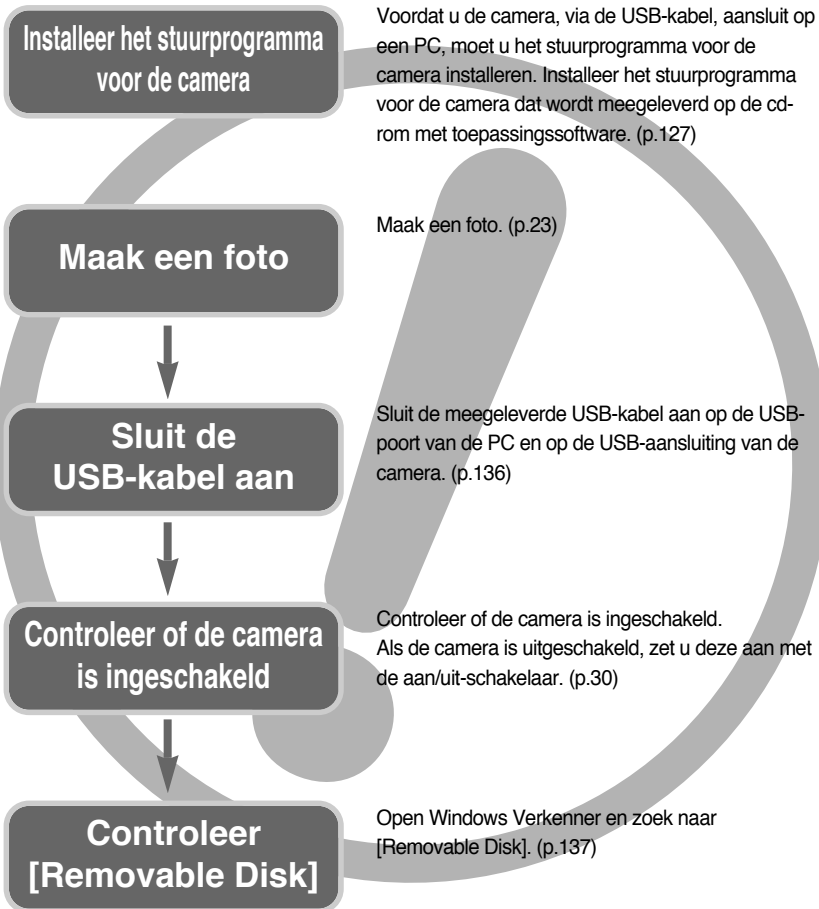 Installeer het stuurprogramma
voor de camera
Voordat u de camera, via de USB-kabel, aansluit op
een PC, moet u het stuurprogramma voor de
camera installeren. Installeer het stuurprogramma
voor de camera dat wordt meegeleverd op de cd-
rom met toepassingssoftware. (p.127)
Maak een foto
Maak een foto. (p.23)
Sluit de
USB-kabel aan
Sluit de meegeleverde USB-kabel aan op de USB-
poort van de PC en op de USB-aansluiting van de
camera. (p.136)
Controleer of de camera
is ingeschakeld
Controleer of de camera is ingeschakeld.
Als de camera is uitgeschakeld, zet u deze aan met
de aan/uit-schakelaar. (p.30)
Controleer
[Removable Disk]
Open Windows Verkenner en zoek naar
[Removable Disk]. (p.137)